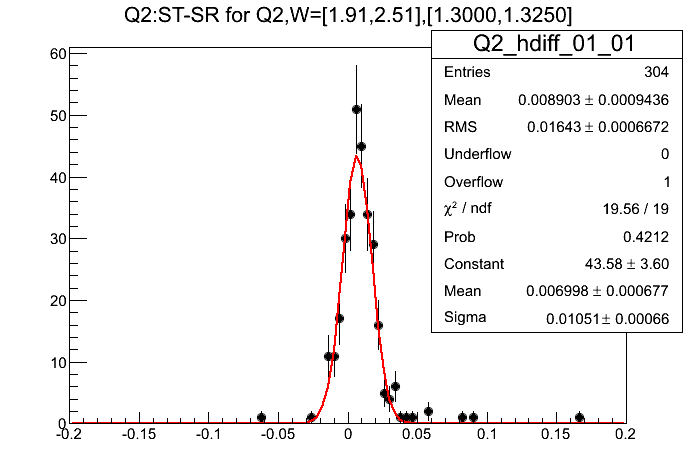 Q2:ST-SR for Q2,W=[1.91,2.51],[1.3000,1.3250]
Q2_hdiff_01_01
Entries 304
Mean 0.008903 ± 0.0009436
RMS 0.01643 ± 0.0006672
Underflow 0
Overflow 1
χ² / ndf 19.56 / 19
Prob 0.4212
Constant 43.58 ± 3.60
Mean 0.006998 ± 0.000677
Sigma 0.01051 ± 0.00066
60
50
40
30
20
10
0
-0.2 -0.15 -0.1 -0.05 0 0.05 0.1 0.15 0.2